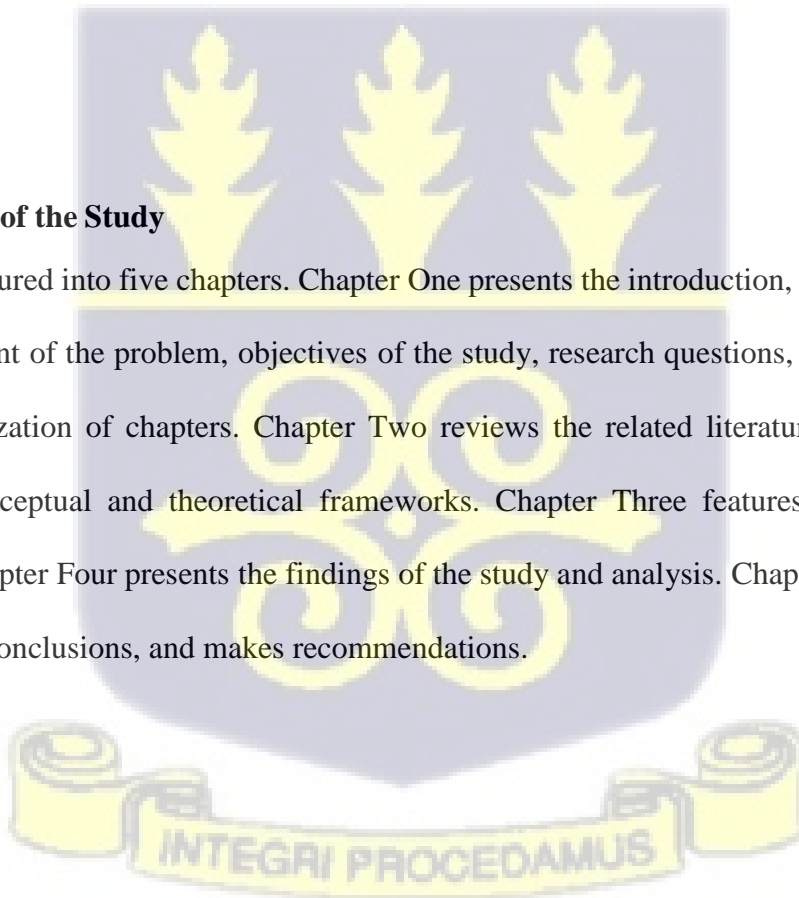 of the Study
ured into five chapters. Chapter One presents the introduction,
nt of the problem, objectives of the study, research questions,
zation of chapters. Chapter Two reviews the related literatur
ceptual and theoretical frameworks. Chapter Three features
pter Four presents the findings of the study and analysis. Chap
onclusions, and makes recommendations.
INTEGRI PROCEDAMUS